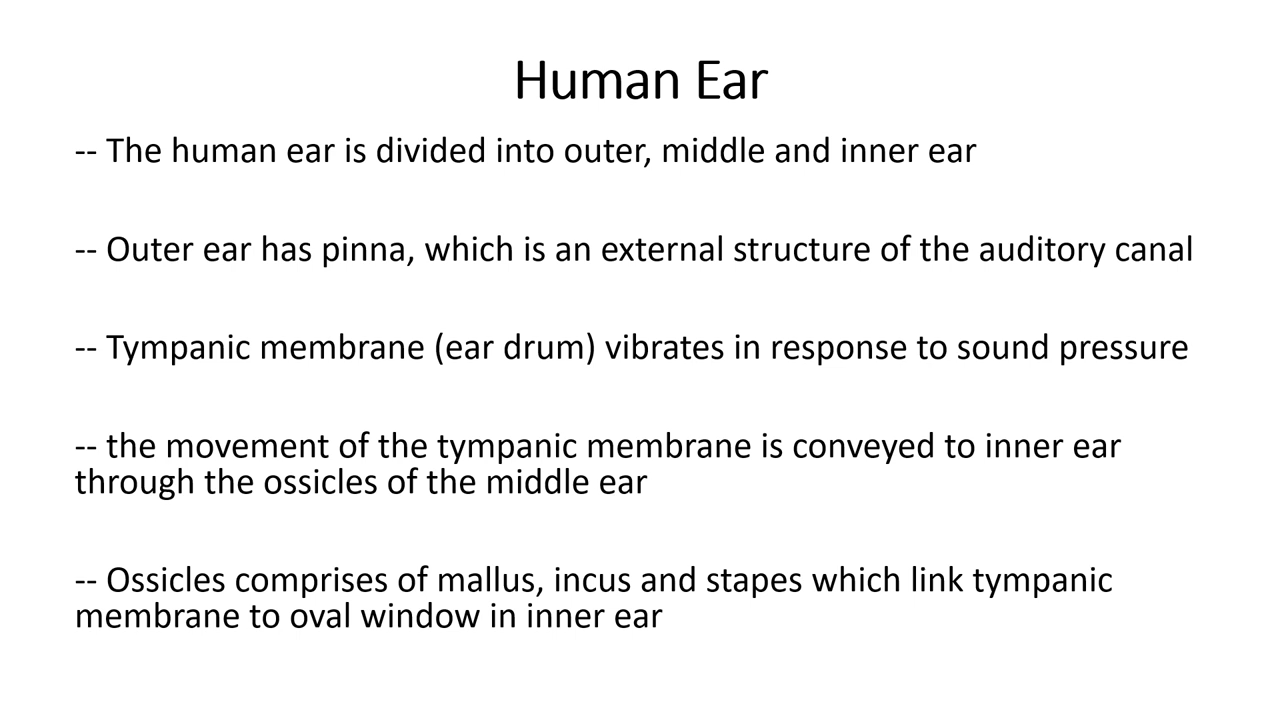 Human Ear
-- The human ear is divided into outer, middle and inner ear
-- Outer ear has pinna, which is an external structure of the auditory canal
-- Tympanic membrane (ear drum) vibrates in response to sound pressure
-- the movement of the tympanic membrane is conveyed to inner ear
through the ossicles of the middle ear
-- Ossicles comprises of mallus, incus and stapes which link tympanic
membrane to oval window in inner ear